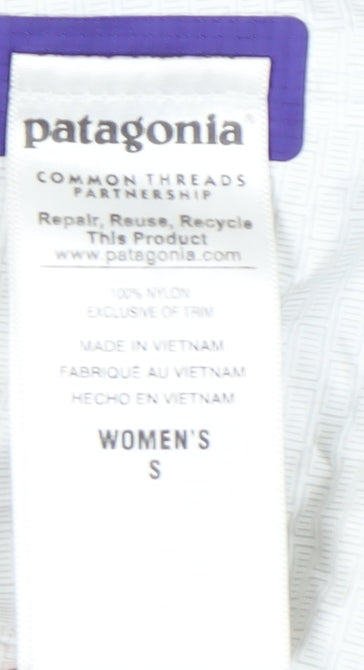 patagonia®
COMMON THREADS
PARTNERSHIP
Repair, Reuse, Recycle
This Product
www.patagonia.com
100% NYLON
EXCLUSIVE OF TRIM
MADE IN VIETNAM
FABRIQUÉ AU VIETNAM
HECHO EN VIETNAM
WOMEN'S
S